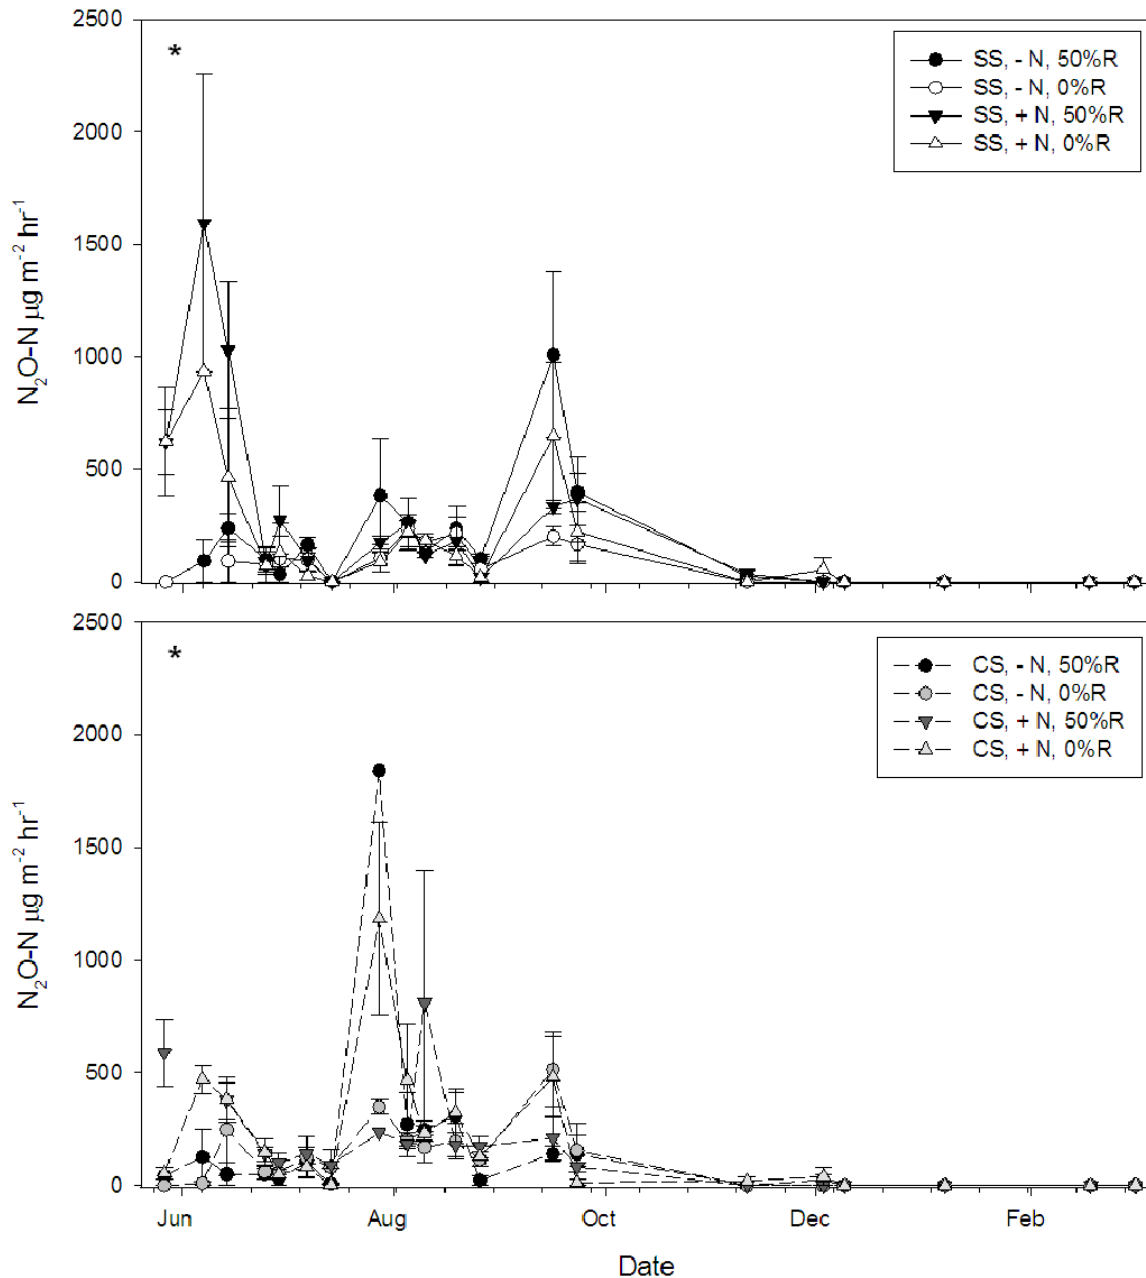 2500
*
2000
1500
1000
500
0
N₂O-N μg m⁻² hr⁻¹
SS, - N, 50%R
SS, - N, 0%R
SS, + N, 50%R
SS, + N, 0%R
2500
*
2000
1500
1000
500
0
N₂O-N μg m⁻² hr⁻¹
CS, - N, 50%R
CS, - N, 0%R
CS, + N, 50%R
CS, + N, 0%R
Jun Aug Oct Dec Feb
Date